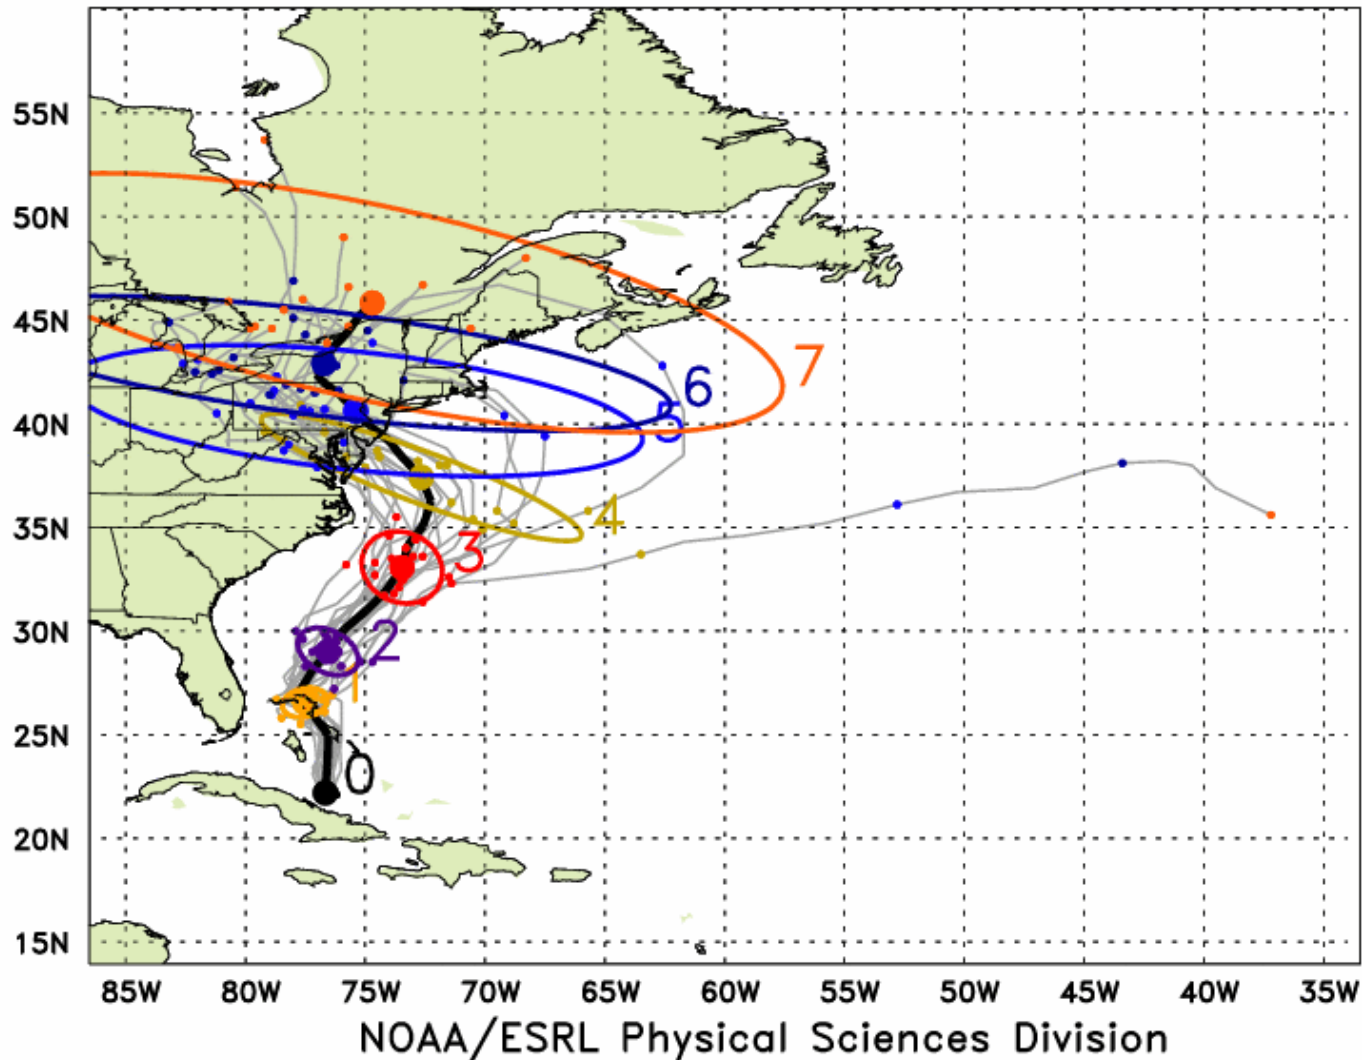 55N
50N
7
45N
6
5
40N
4
35N
3
30N
2
1
25N
0
20N
15N
85W 80W 75W 70W 65W 60W 55W 50W 45W 40W 35W
NOAA/ESRL Physical Sciences Division